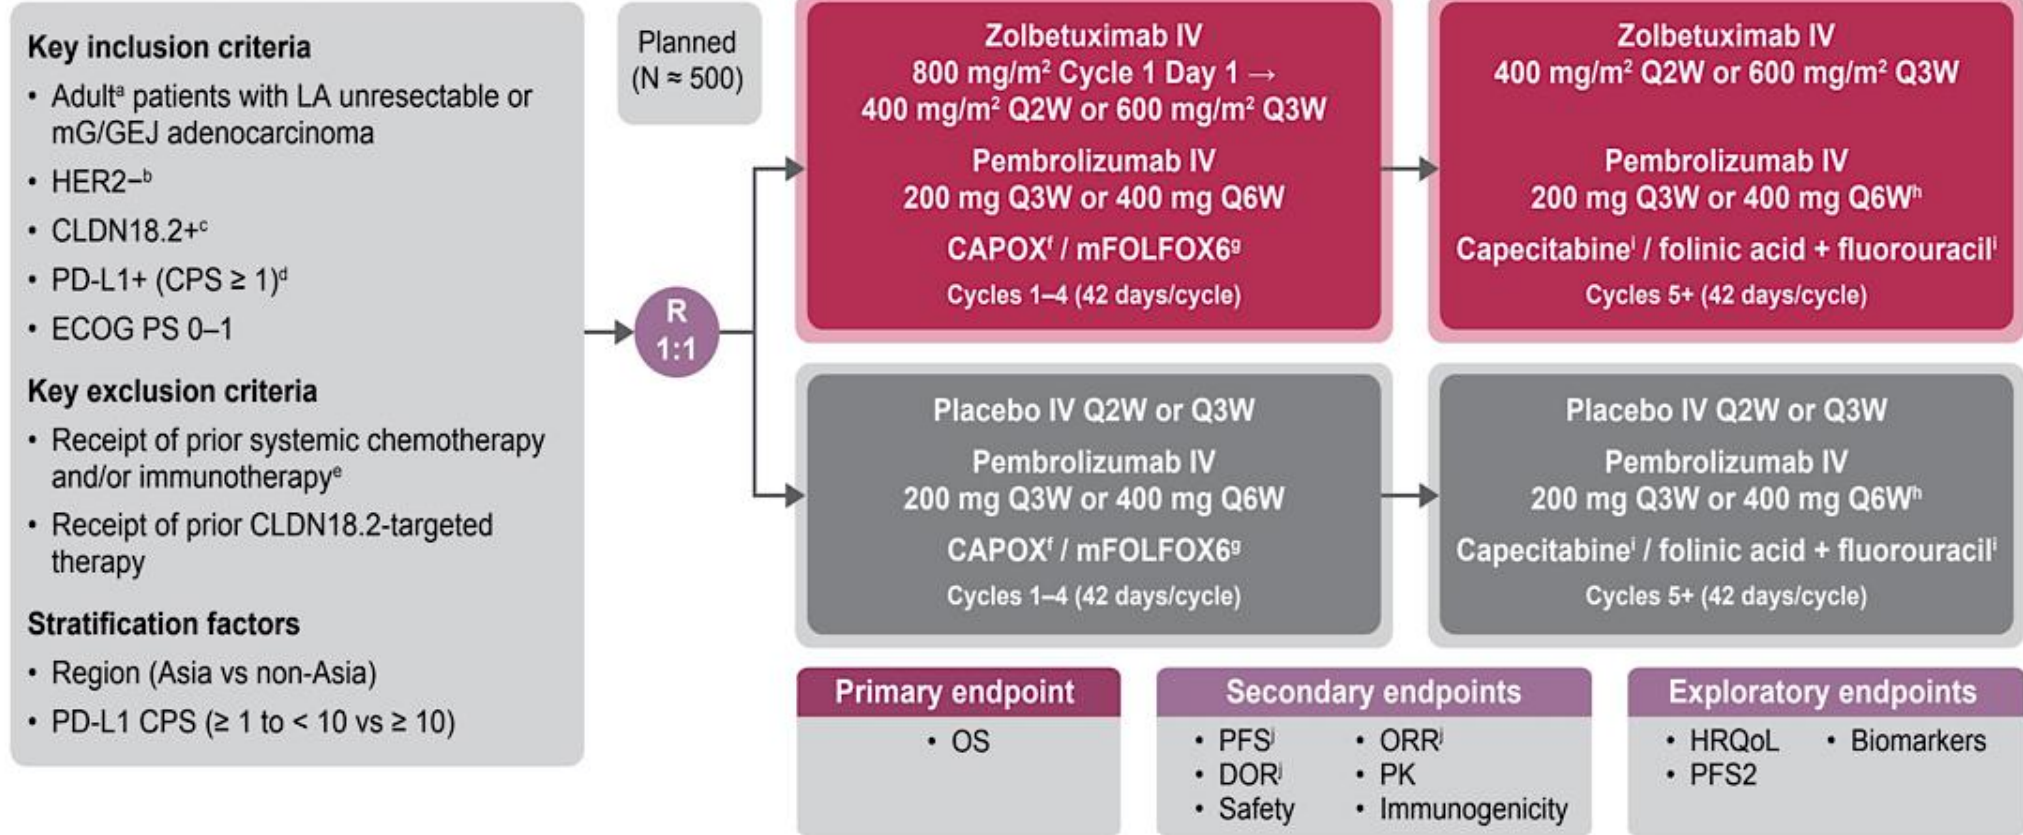 Key inclusion criteria
• Adultᵃ patients with LA unresectable or
mG/GEJ adenocarcinoma
• HER2−ᵇ
• CLDN18.2+ᶜ
• PD-L1+ (CPS ≥ 1)ᵈ
• ECOG PS 0–1
Key exclusion criteria
• Receipt of prior systemic chemotherapy
and/or immunotherapyᵉ
• Receipt of prior CLDN18.2-targeted
therapy
Stratification factors
• Region (Asia vs non-Asia)
• PD-L1 CPS (≥ 1 to < 10 vs ≥ 10)
Planned
(N ≈ 500)
R
1:1
Zolbetuximab IV
800 mg/m² Cycle 1 Day 1 →
400 mg/m² Q2W or 600 mg/m² Q3W
Pembrolizumab IV
200 mg Q3W or 400 mg Q6W
CAPOXᶠ / mFOLFOX6ᵍ
Cycles 1–4 (42 days/cycle)
Zolbetuximab IV
400 mg/m² Q2W or 600 mg/m² Q3W
Pembrolizumab IV
200 mg Q3W or 400 mg Q6Wʰ
Capecitabineⁱ / folinic acid + fluorouracilⁱ
Cycles 5+ (42 days/cycle)
Placebo IV Q2W or Q3W
Pembrolizumab IV
200 mg Q3W or 400 mg Q6W
CAPOXᶠ / mFOLFOX6ᵍ
Cycles 1–4 (42 days/cycle)
Placebo IV Q2W or Q3W
Pembrolizumab IV
200 mg Q3W or 400 mg Q6Wʰ
Capecitabineⁱ / folinic acid + fluorouracilⁱ
Cycles 5+ (42 days/cycle)
Primary endpoint
• OS
Secondary endpoints
• PFSʲ
• DORʲ
• Safety
• ORRʲ
• PK
• Immunogenicity
Exploratory endpoints
• HRQoL
• PFS2
• Biomarkers